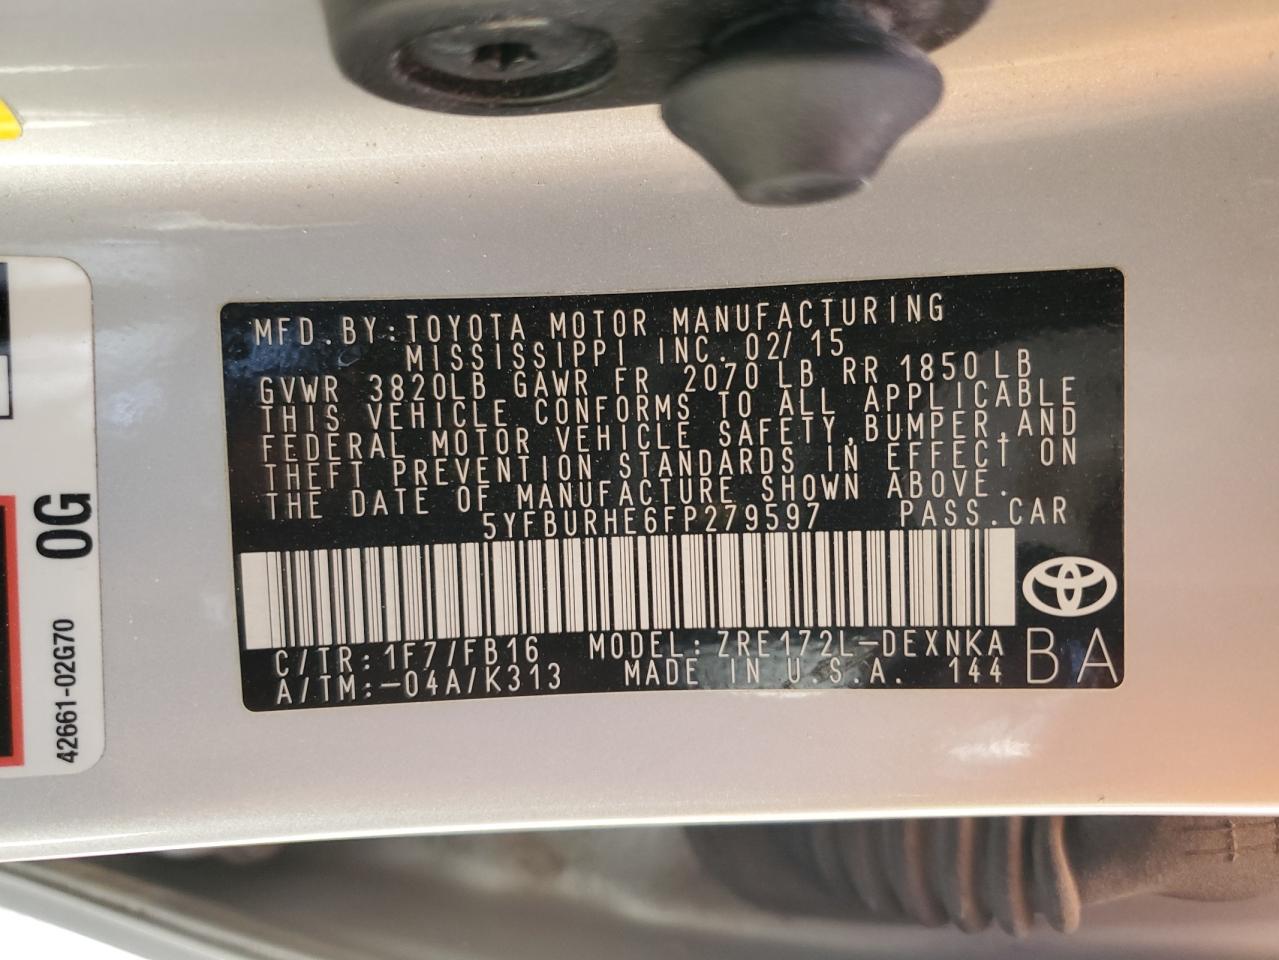 MFD.BY:TOYOTA MOTOR MANUFACTURING
MISSISSIPPI INC. 02/15
GVWR 3820LB GAWR FR 2070 LB RR 1850 LB
THIS VEHICLE CONFORMS TO ALL APPLICABLE
FEDERAL MOTOR VEHICLE SAFETY,BUMPER,AND
THEFT PREVENTION STANDARDS IN EFFECT ON
THE DATE OF MANUFACTURE SHOWN ABOVE.
5YFBURHE6FP279597 PASS.CAR
C/TR:1F7/FB16 MODEL:ZRE172L-DEXNKA
A/TM:-04A/K313 MADE IN U.S.A. 144 BA
0G
42661-02G70